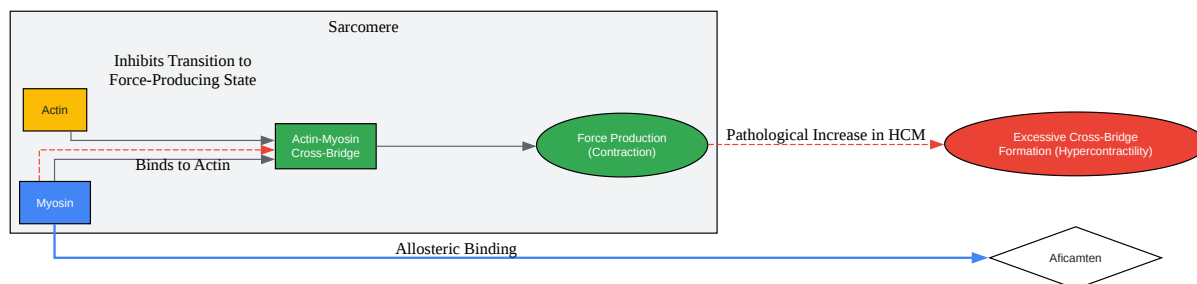 Sarcomere
Inhibits Transition to
Force-Producing State
Actin
Actin-Myosin
Cross-Bridge
Force Production
(Contraction)
Pathological Increase in HCM
Excessive Cross-Bridge
Formation (Hypercontractility)
Binds to Actin
Myosin
Allosteric Binding
Aficamten